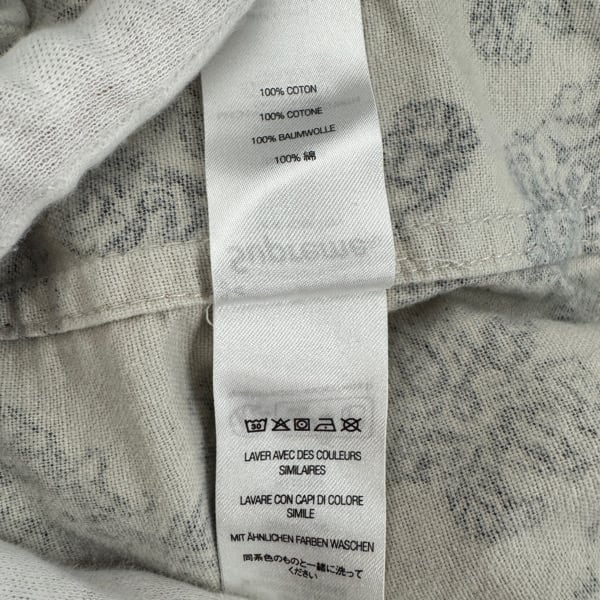 100% COTON
100% COTONE
100% BAUMWOLLE
100% 綿
Supreme
30
LAVER AVEC DES COULEURS
SIMILAIRES
LAVARE CON CAPI DI COLORE
SIMILE
MIT ÄHNLICHEN FARBEN WASCHEN
同系色のものと一緒に洗って
ください